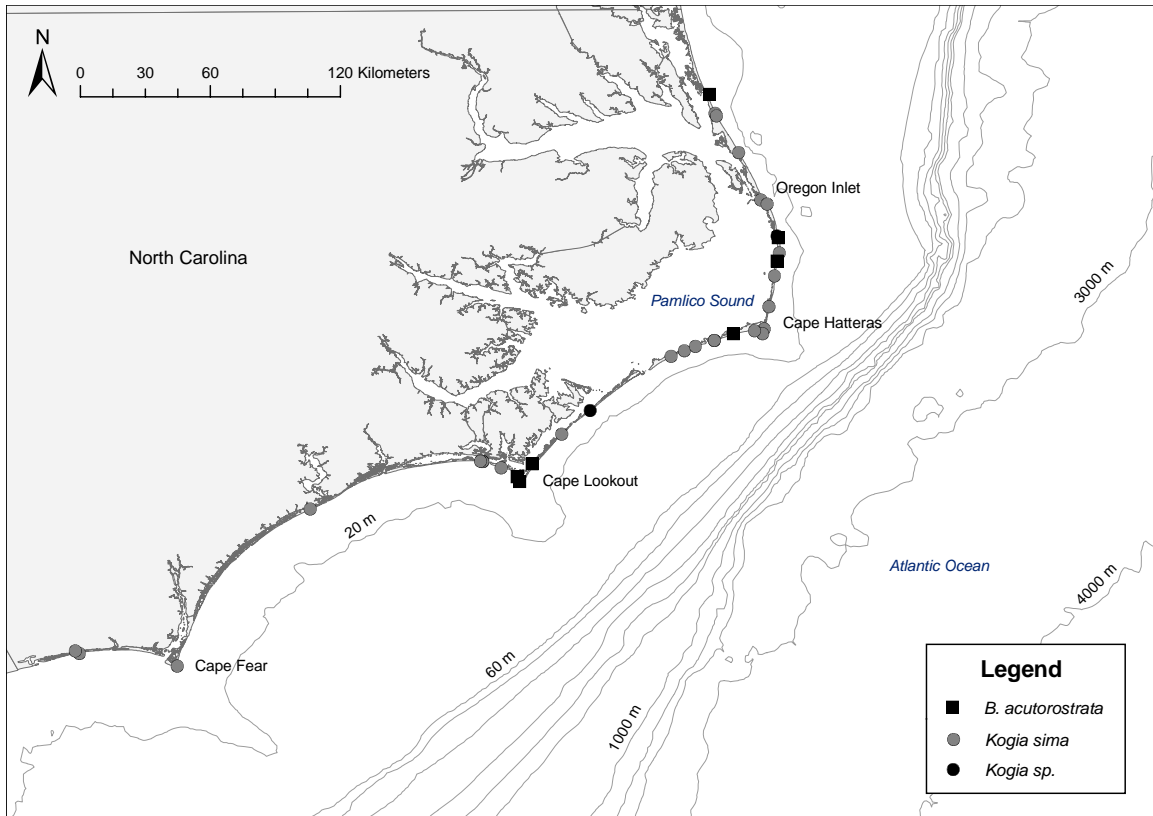 N
0 30 60 120 Kilometers
Oregon Inlet
North Carolina
3000 m
Pamlico Sound
Cape Hatteras
Cape Lookout
20 m
Atlantic Ocean
4000 m
60 m
Cape Fear
1000 m
Legend
B. acutorostrata
Kogia sima
Kogia sp.